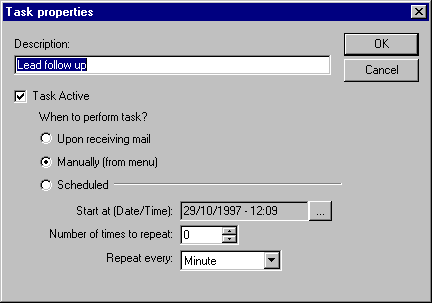 Task properties
Description:
OK
Lead follow up
Cancel
Task Active
When to perform task?
Upon receiving mail
Manually (from menu)
Scheduled
Start at (Date/Time): 29/10/1997 - 12:09 ...
Number of times to repeat: 0
Repeat every: Minute